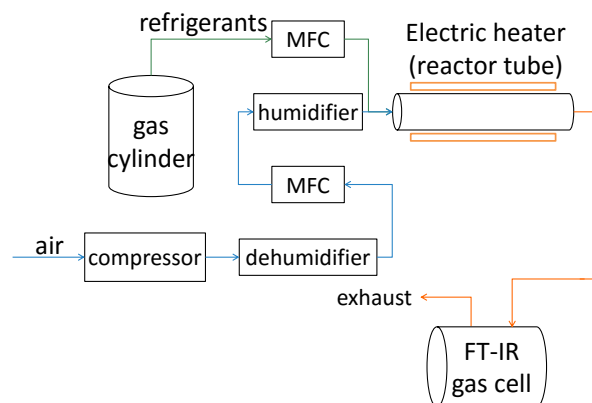 refrigerants
MFC
Electric heater
(reactor tube)
gas
cylinder
humidifier
MFC
air
compressor
dehumidifier
exhaust
FT-IR
gas cell